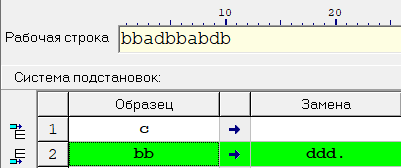 10 20
Рабочая строка bbadbbabdb
Система подстановок:
Образец Замена
1 c
2 bb ddd.